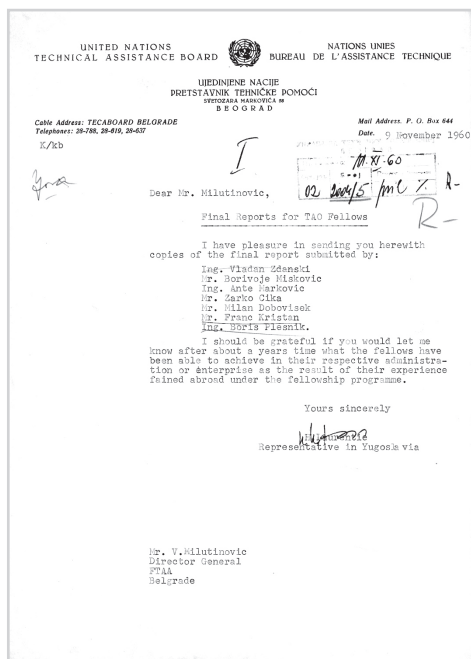 UNITED NATIONS
TECHNICAL ASSISTANCE BOARD
NATIONS UNIES
BUREAU DE L'ASSISTANCE TECHNIQUE
UJEDINJENE NACIJE
PRETSTAVNIK TEHNIČKE POMOĆI
SVETOZARA MARKOVIĆA 58
BEOGRAD
Cable Address: TECABOARD BELGRADE
Telephones: 28-788, 28-619, 28-637
Mail Address. P. O. Box 644
Date. 9 November 1960
K/kb
I
11.XI.60
02
R-
R-
Dear Mr. Milutinovic,
Final Reports for TAO Fellows
I have pleasure in sending you herewith
copies of the final report submitted by:
Ing. Vladan Zdanski
Mr. Borivoje Miskovic
Ing. Ante Markovic
Mr. Zarko Cika
Mr. Milan Dobovisek
Mr. Franc Kristan
Ing. Boris Plesnik.
I should be grateful if you would let me
know after about a years time what the fellows have
been able to achieve in their respective administra-
tion or enterprise as the result of their experience
fained abroad under the fellowship programme.
Yours sincerely
Representative in Yugoslavia
Mr. V.Milutinovic
Director General
FTAA
Belgrade